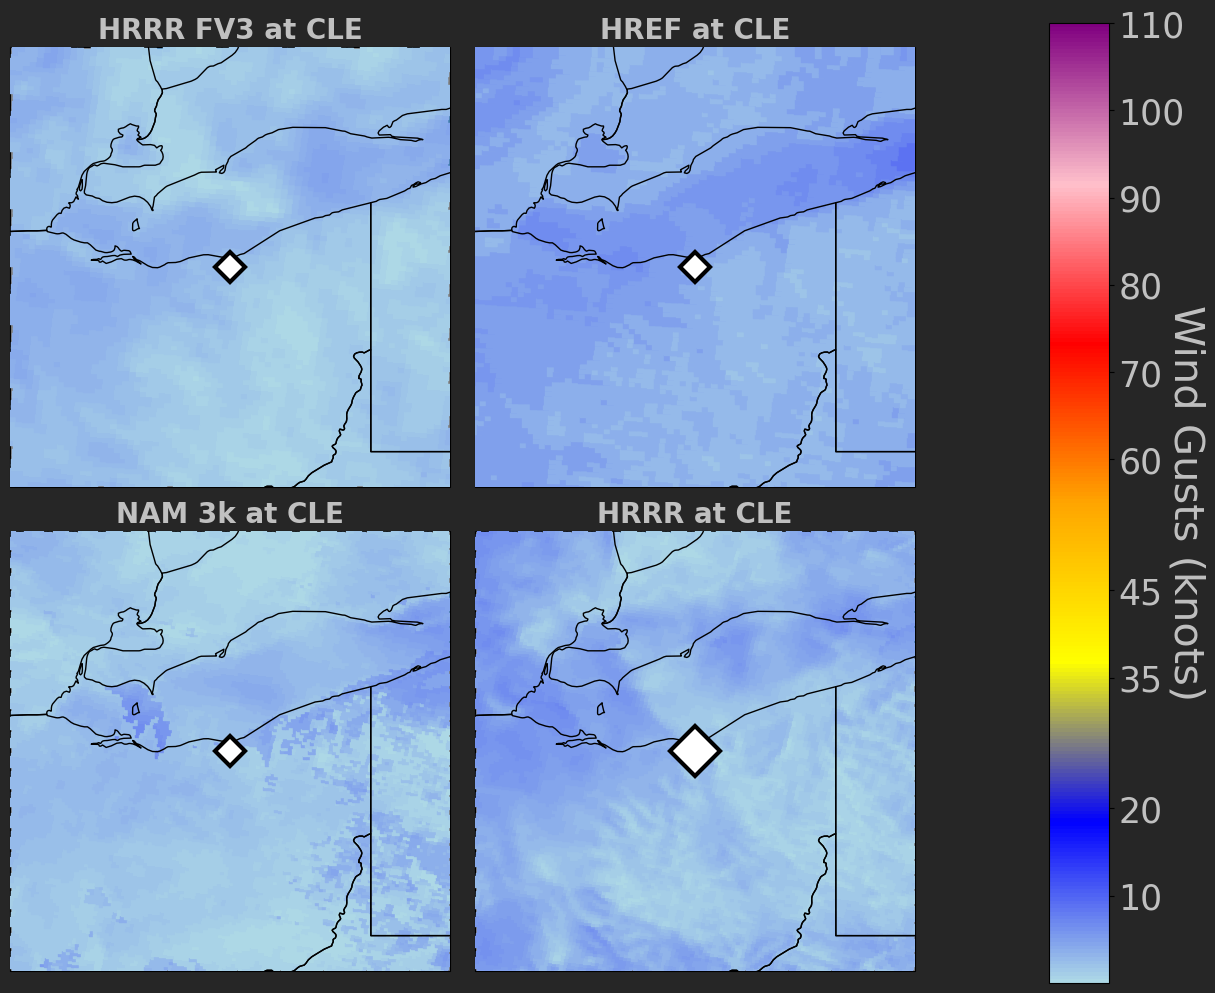 HRRR FV3 at CLE
HREF at CLE
NAM 3k at CLE
HRRR at CLE
110
100
90
80
70
60
45
35
20
10
Wind Gusts (knots)